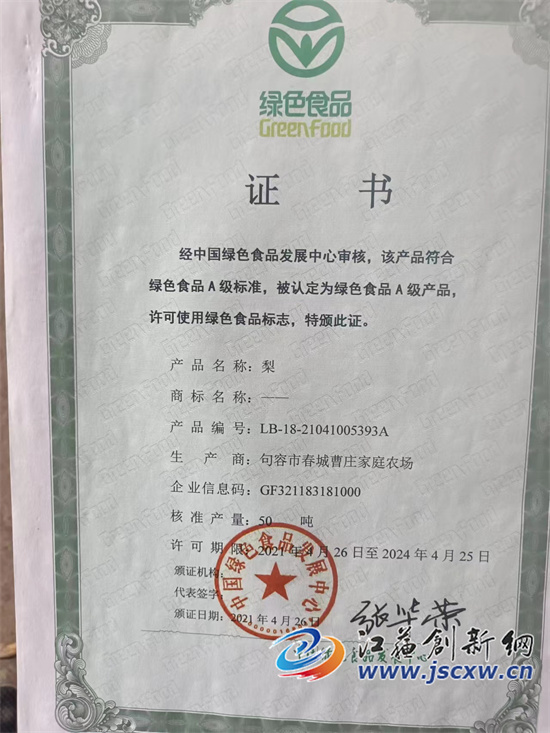 绿色食品
GreenFood
证 书
经中国绿色食品发展中心审核，该产品符合
绿色食品A级标准，被认定为绿色食品A级产品，
许可使用绿色食品标志，特颁此证。
产品名称：梨
商标名称：——
产品编号：LB-18-21041005393A
生产商：句容市春城曹庄家庭农场
企业信息码：GF321183181000
核准产量：50 吨
许可期限：2021年4月26日至2024年4月25日
颁证机构：
代表签字：
颁证日期：2021年4月26日
中国绿色食品发展中心
张华荣
江苏创新網
www.jscxw.cn